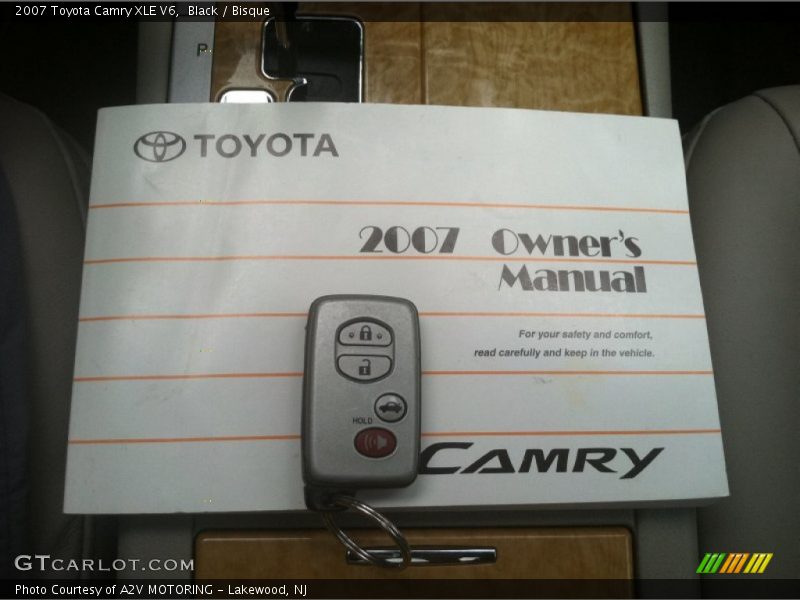 2007 Toyota Camry XLE V6,  Black / Bisque
P
TOYOTA
2007 Owner's
Manual
For your safety and comfort,
read carefully and keep in the vehicle.
HOLD
CAMRY
GTCARLOT.COM
Photo Courtesy of A2V MOTORING - Lakewood, NJ